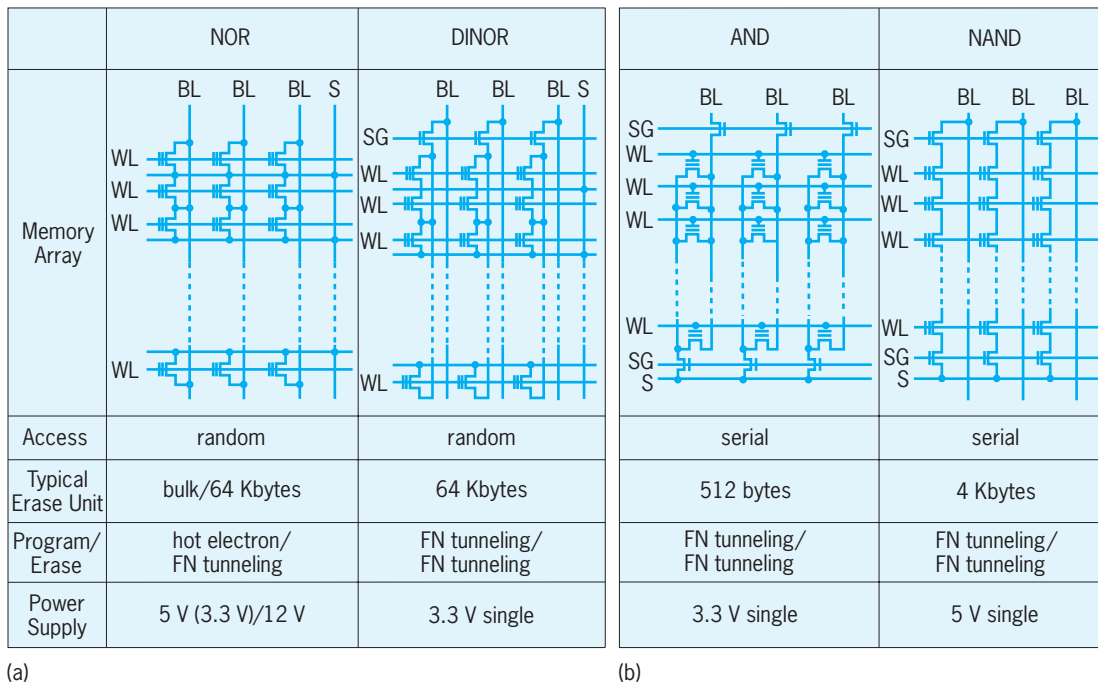 NOR
DINOR
Memory
Array
BL BL BL S
WL
WL
WL
WL
BL BL BL S
SG
WL
WL
WL
WL
Access
random
random
Typical
Erase Unit
bulk/64 Kbytes
64 Kbytes
Program/
Erase
hot electron/
FN tunneling
FN tunneling/
FN tunneling
Power
Supply
5 V (3.3 V)/12 V
3.3 V single
(a)
AND
NAND
BL BL BL
SG
WL
WL
WL
WL
SG
S
BL BL BL
SG
WL
WL
WL
WL
SG
S
serial
serial
512 bytes
4 Kbytes
FN tunneling/
FN tunneling
FN tunneling/
FN tunneling
3.3 V single
5 V single
(b)